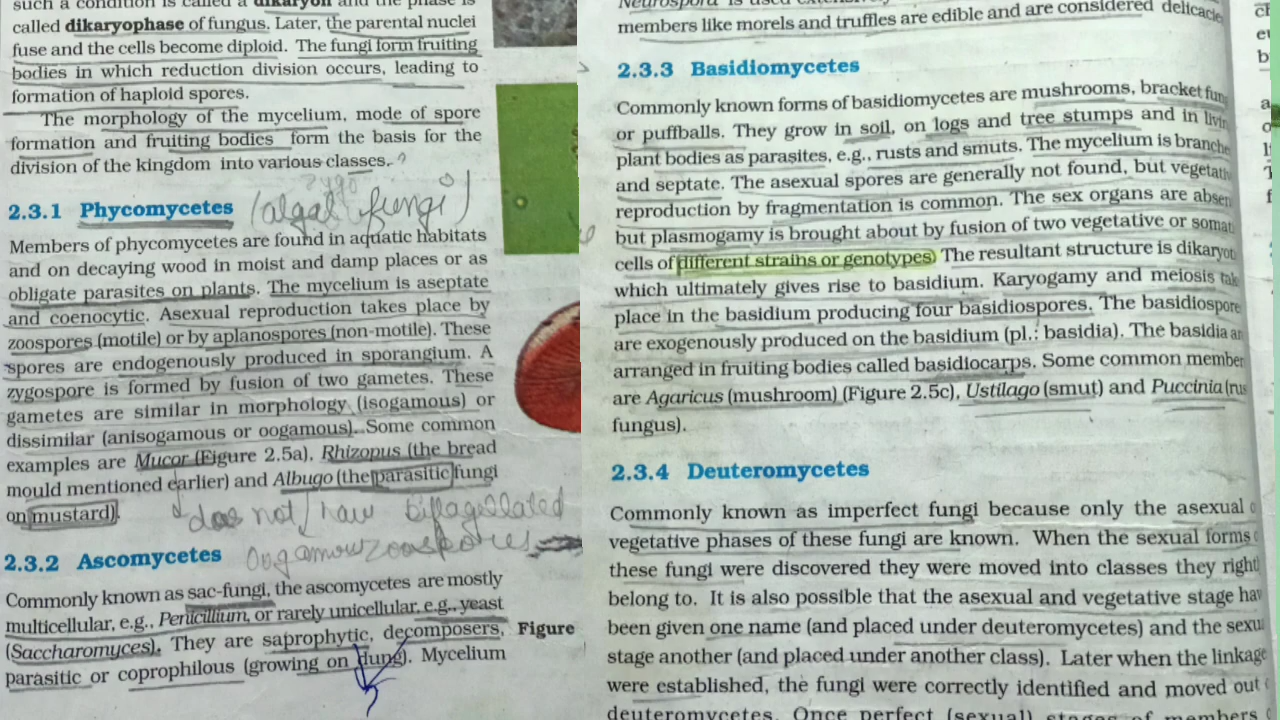 such a condition is called a dikaryon and the phase is
called dikaryophase of fungus. Later, the parental nuclei
fuse and the cells become diploid. The fungi form fruiting
bodies in which reduction division occurs, leading to
formation of haploid spores.
The morphology of the mycelium, mode of spore
formation and fruiting bodies form the basis for the
division of the kingdom into various classes.
2.3.1 Phycomycetes (algal fungi)
Members of phycomycetes are found in aquatic habitats
and on decaying wood in moist and damp places or as
obligate parasites on plants. The mycelium is aseptate
and coenocytic. Asexual reproduction takes place by
zoospores (motile) or by aplanospores (non-motile). These
spores are endogenously produced in sporangium. A
zygospore is formed by fusion of two gametes. These
gametes are similar in morphology (isogamous) or
dissimilar (anisogamous or oogamous). Some common
examples are Mucor (Figure 2.5a), Rhizopus (the bread
mould mentioned earlier) and Albugo (the parasitic fungi
on mustard).
does not have biflagellated
Oogamous zoospores
2.3.2 Ascomycetes
Commonly known as sac-fungi, the ascomycetes are mostly
multicellular, e.g., Penicillium, or rarely unicellular, e.g., yeast
(Saccharomyces). They are saprophytic, decomposers,
parasitic or coprophilous (growing on dung). Mycelium
Figure
Neurospora is used
members like morels and truffles are edible and are considered delicacie
2.3.3 Basidiomycetes
Commonly known forms of basidiomycetes are mushrooms, bracket fun
or puffballs. They grow in soil, on logs and tree stumps and in livin
plant bodies as parasites, e.g., rusts and smuts. The mycelium is branche
and septate. The asexual spores are generally not found, but vegetati
reproduction by fragmentation is common. The sex organs are absen
but plasmogamy is brought about by fusion of two vegetative or somat
cells of different strains or genotypes. The resultant structure is dikaryot
which ultimately gives rise to basidium. Karyogamy and meiosis tak
place in the basidium producing four basidiospores. The basidiospore
are exogenously produced on the basidium (pl.: basidia). The basidia ar
arranged in fruiting bodies called basidiocarps. Some common member
are Agaricus (mushroom) (Figure 2.5c), Ustilago (smut) and Puccinia (rus
fungus).
2.3.4 Deuteromycetes
Commonly known as imperfect fungi because only the asexual o
vegetative phases of these fungi are known. When the sexual forms o
these fungi were discovered they were moved into classes they rightl
belong to. It is also possible that the asexual and vegetative stage hav
been given one name (and placed under deuteromycetes) and the sexu
stage another (and placed under another class). Later when the linkage
were established, the fungi were correctly identified and moved out o
deuteromycetes. Once perfect (sexual) stages of members o